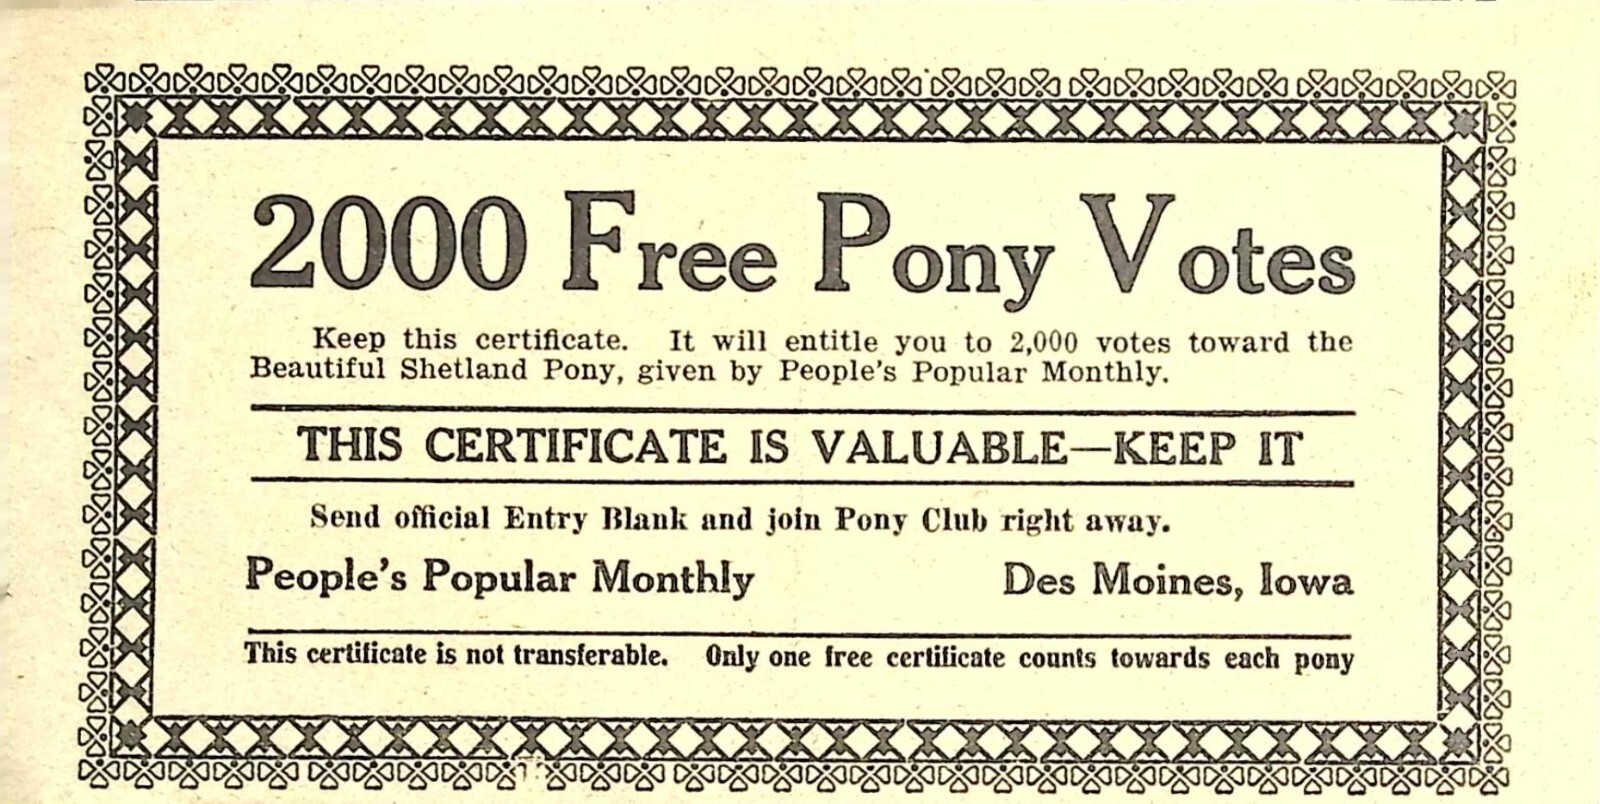 2000 Free Pony Votes
Keep this certificate. It will entitle you to 2,000 votes toward the
Beautiful Shetland Pony, given by People's Popular Monthly.
THIS CERTIFICATE IS VALUABLE—KEEP IT
Send official Entry Blank and join Pony Club right away.
People's Popular Monthly Des Moines, Iowa
This certificate is not transferable. Only one free certificate counts towards each pony